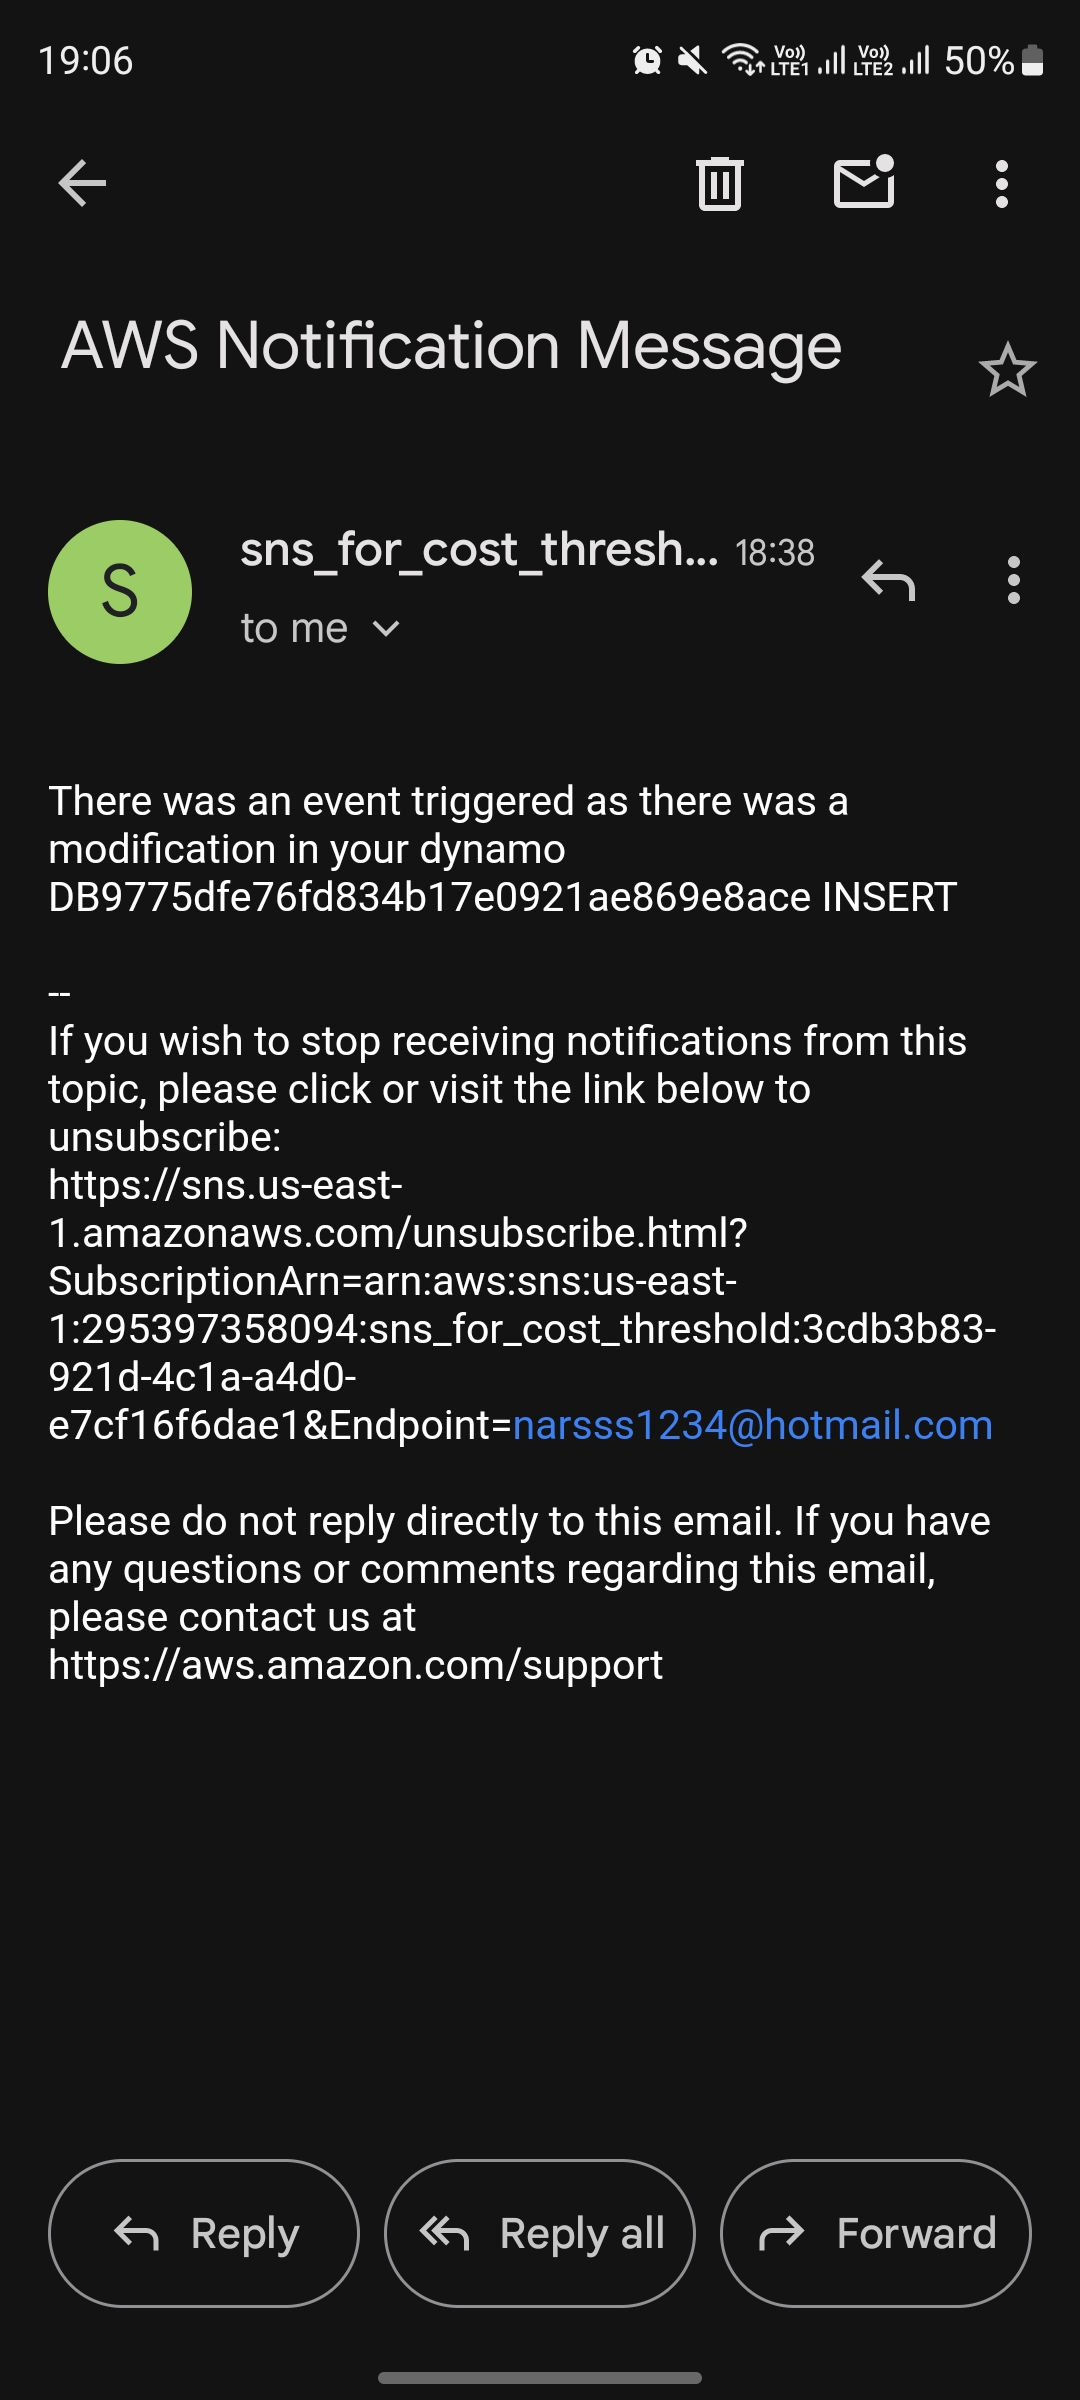 19:06
Vo)) LTE1 Vo)) LTE2 50%
AWS Notification Message
S
sns_for_cost_thresh... 18:38
to me
There was an event triggered as there was a
modification in your dynamo
DB9775dfe76fd834b17e0921ae869e8ace INSERT
--
If you wish to stop receiving notifications from this
topic, please click or visit the link below to
unsubscribe:
https://sns.us-east-
1.amazonaws.com/unsubscribe.html?
SubscriptionArn=arn:aws:sns:us-east-
1:295397358094:sns_for_cost_threshold:3cdb3b83-
921d-4c1a-a4d0-
e7cf16f6dae1&Endpoint=narsss1234@hotmail.com
Please do not reply directly to this email. If you have
any questions or comments regarding this email,
please contact us at
https://aws.amazon.com/support
Reply Reply all Forward